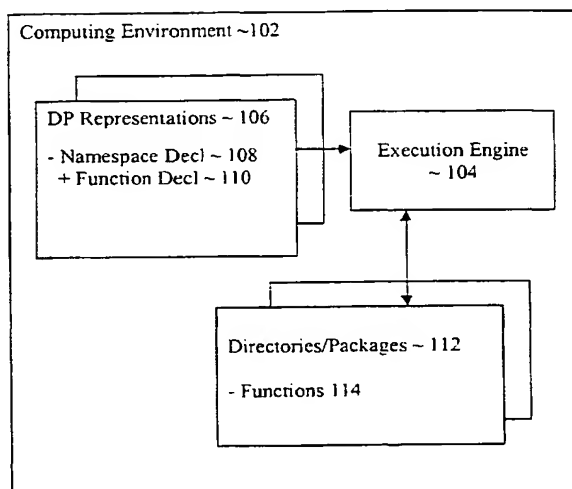 Computing Environment ~102
DP Representations ~ 106
- Namespace Decl ~ 108
+ Function Decl ~ 110
Execution Engine
~ 104
Directories/Packages ~ 112
- Functions 114